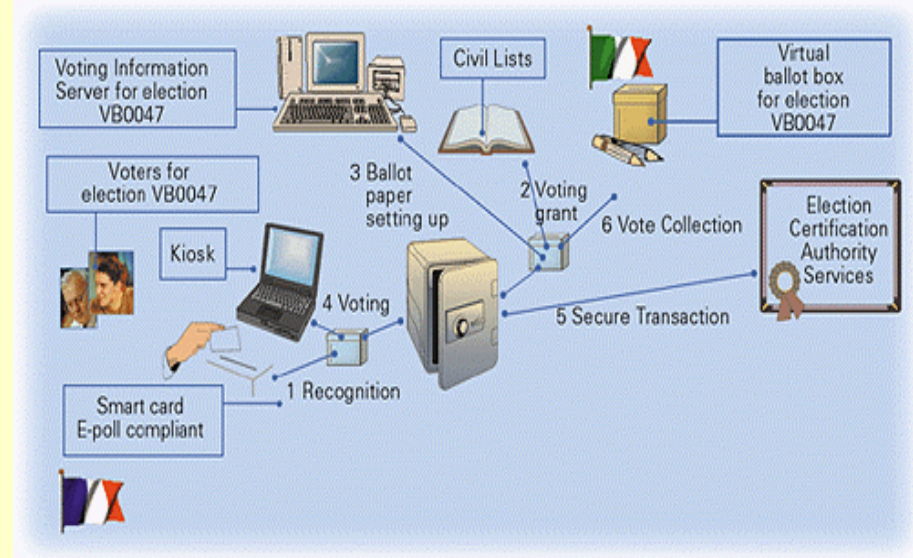 Voting Information
Server for election
VB0047
Civil Lists
Virtual
ballot box
for election
VB0047
Voters for
election VB0047
3 Ballot
paper
setting up
2 Voting
grant
6 Vote Collection
Election
Certification
Authority
Services
Kiosk
4 Voting
5 Secure Transaction
1 Recognition
Smart card
E-poll compliant